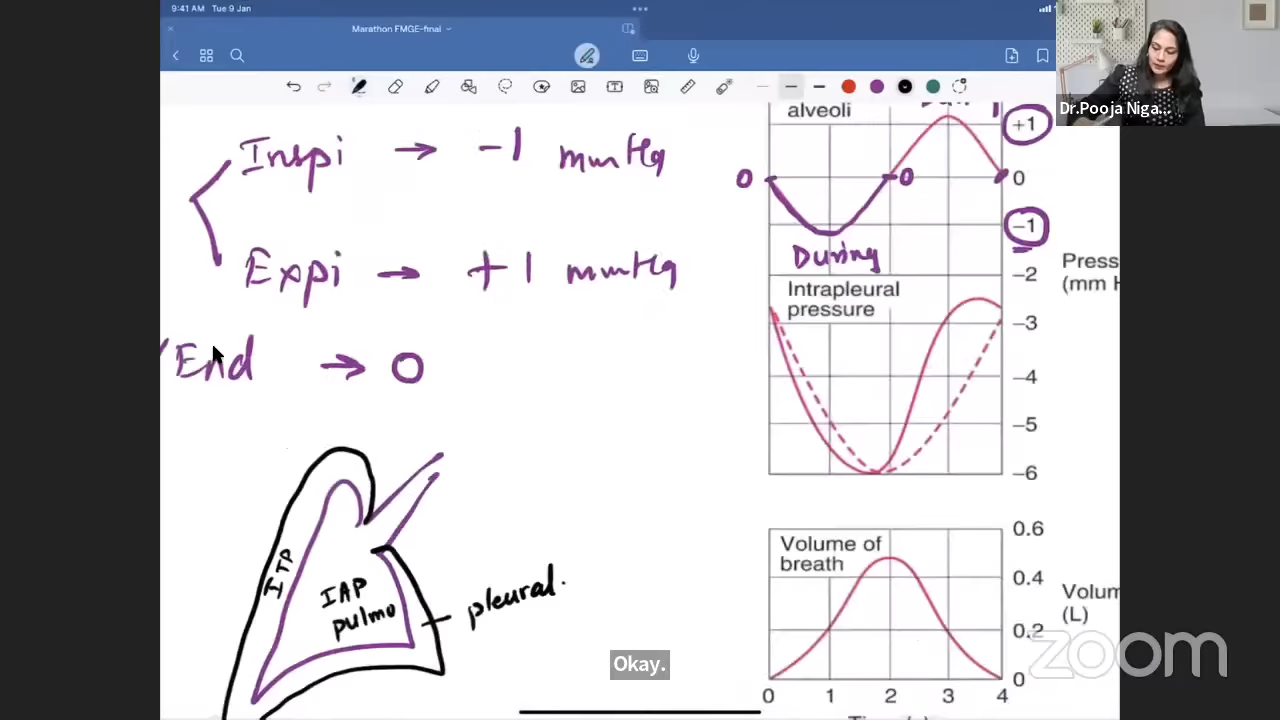 9:41 AM Tue 9 Jan
Marathon FMGE-final
Dr.Pooja Niga...
Inspi → -1 mmHg
Expi → +1 mmHg
End → 0
ITP
IAP
pulmo
pleural.
alveoli
+1
0
0
0
-1
During
-2
Intrapleural
pressure
Press
(mm H
-3
-4
-5
-6
Volume of
breath
0.6
0.4
0.2
0
Volum
(L)
0 1 2 3 4
Okay.
zoom